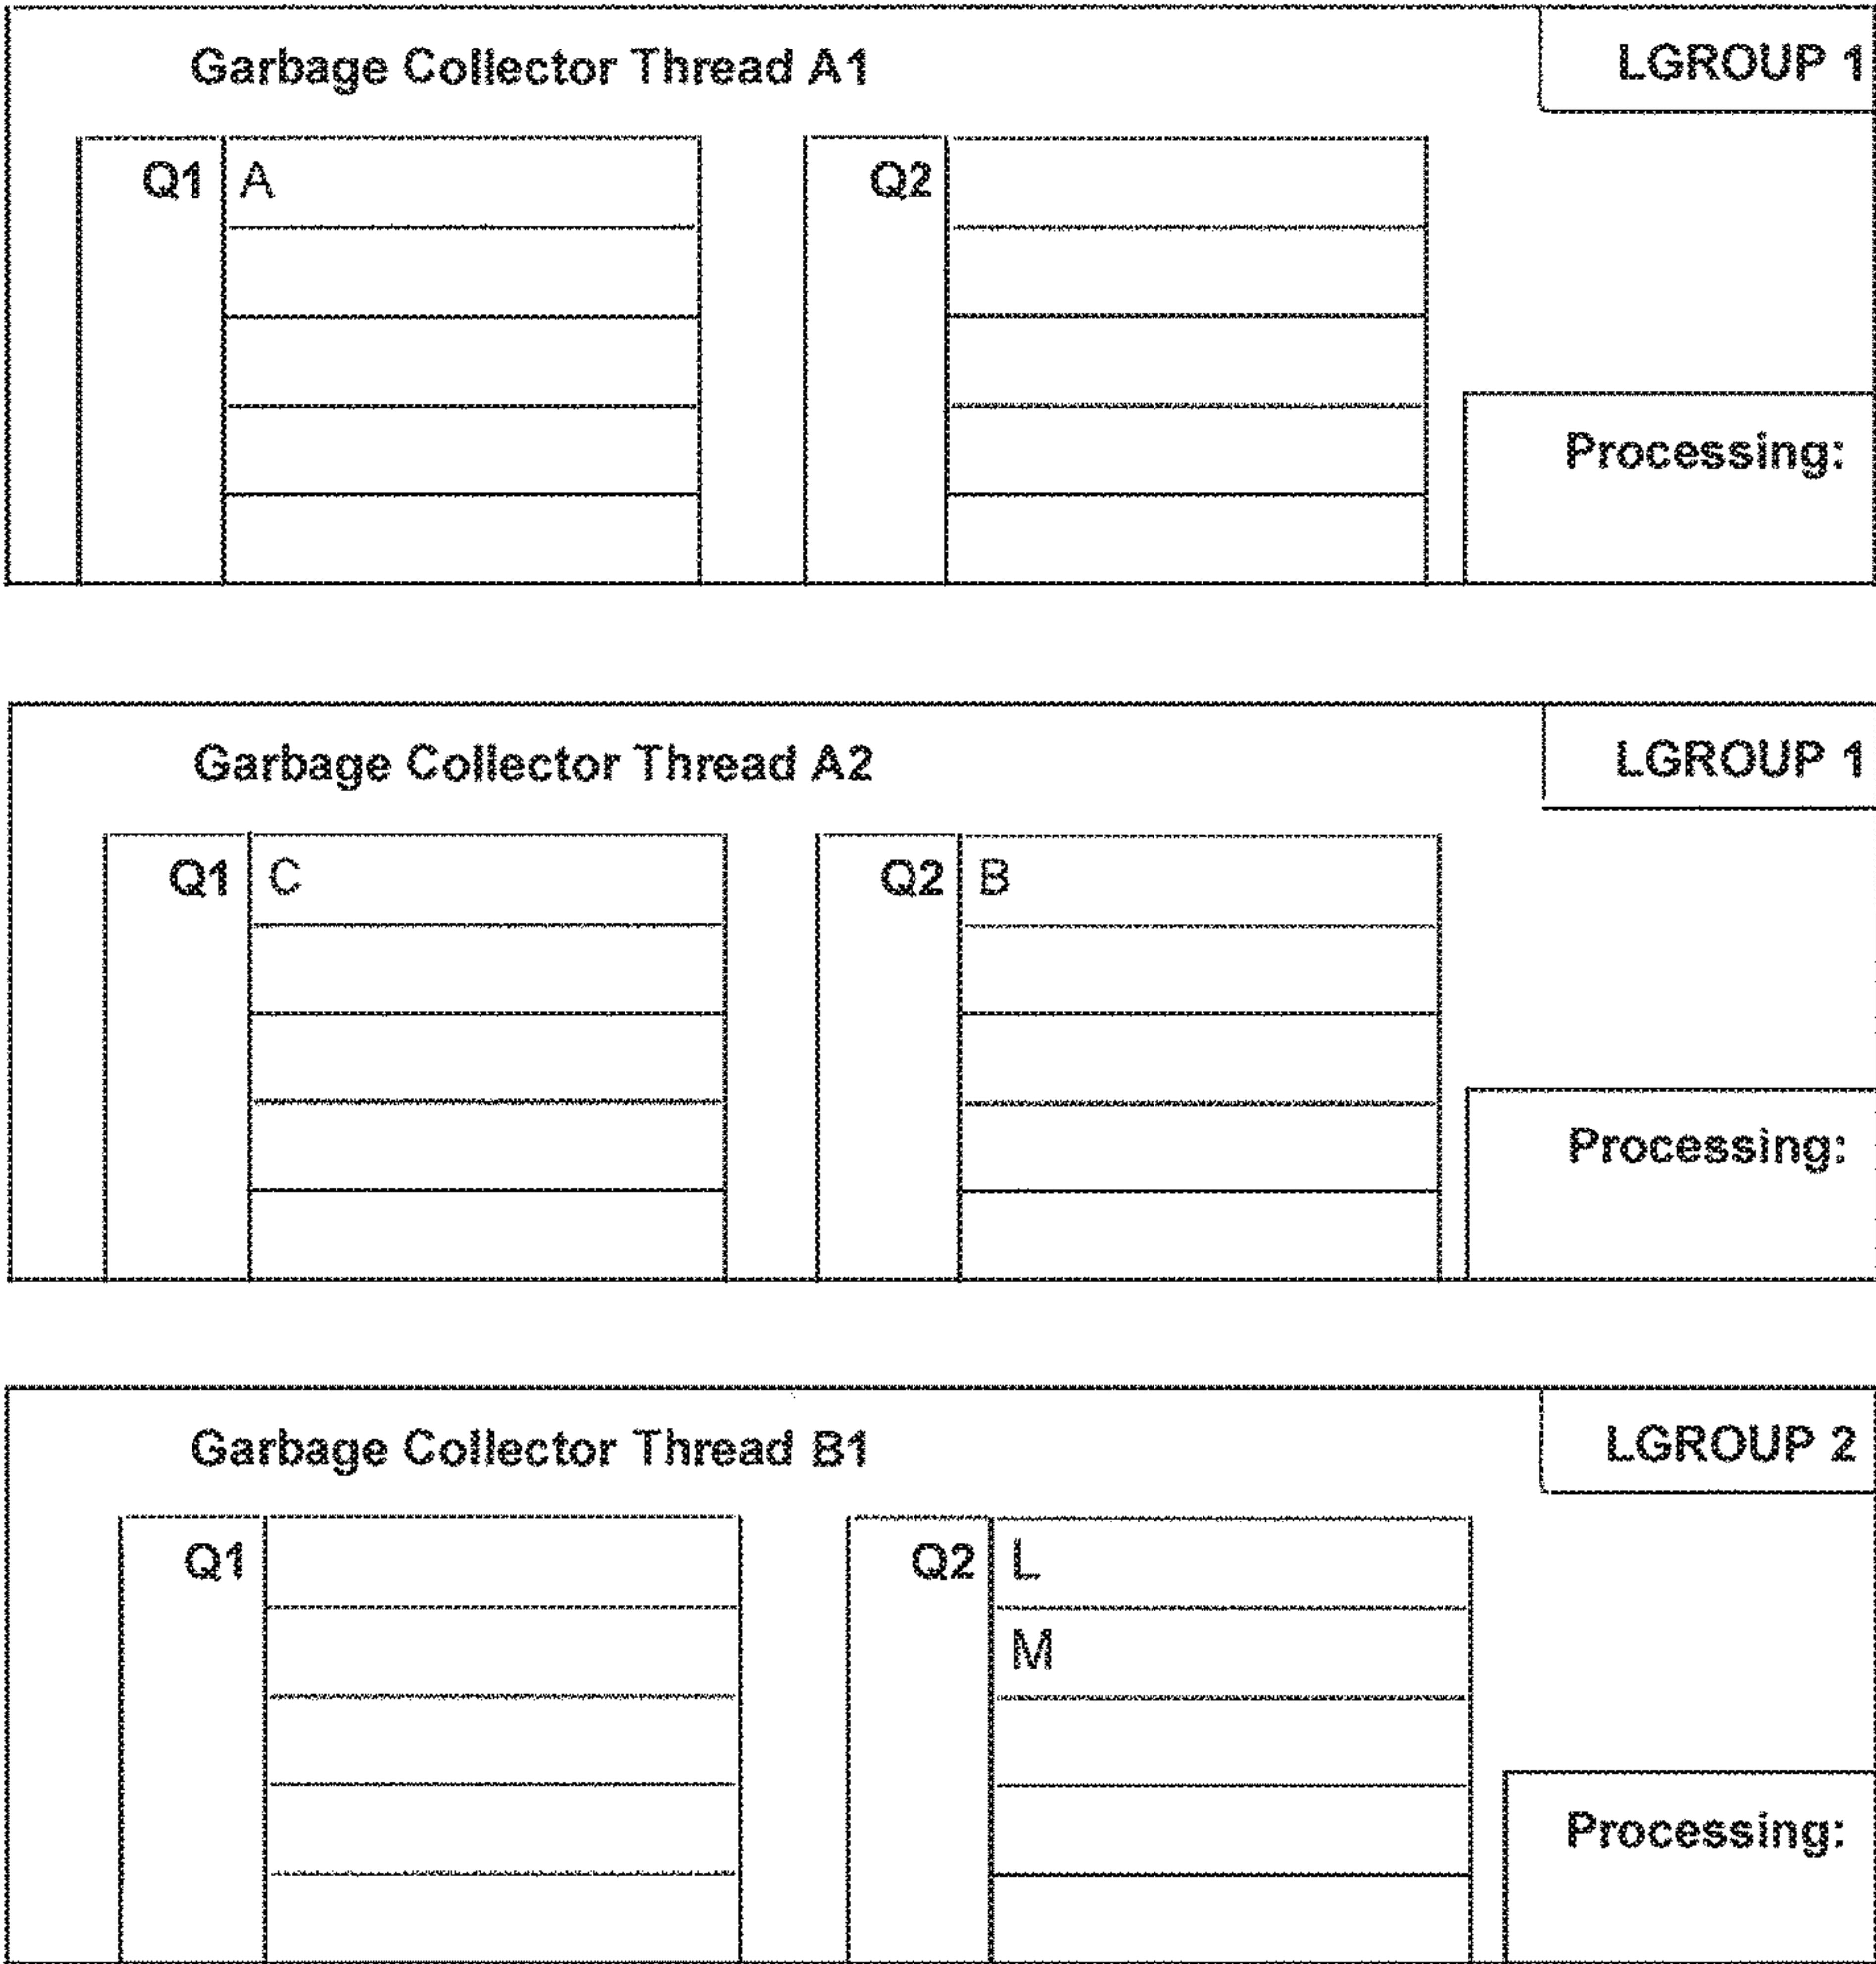 Garbage Collector Thread A1
LGROUP 1
Q1 A
Q2
Processing:
Garbage Collector Thread A2
LGROUP 1
Q1 C
Q2 B
Processing:
Garbage Collector Thread B1
LGROUP 2
Q1
Q2 L
M
Processing: